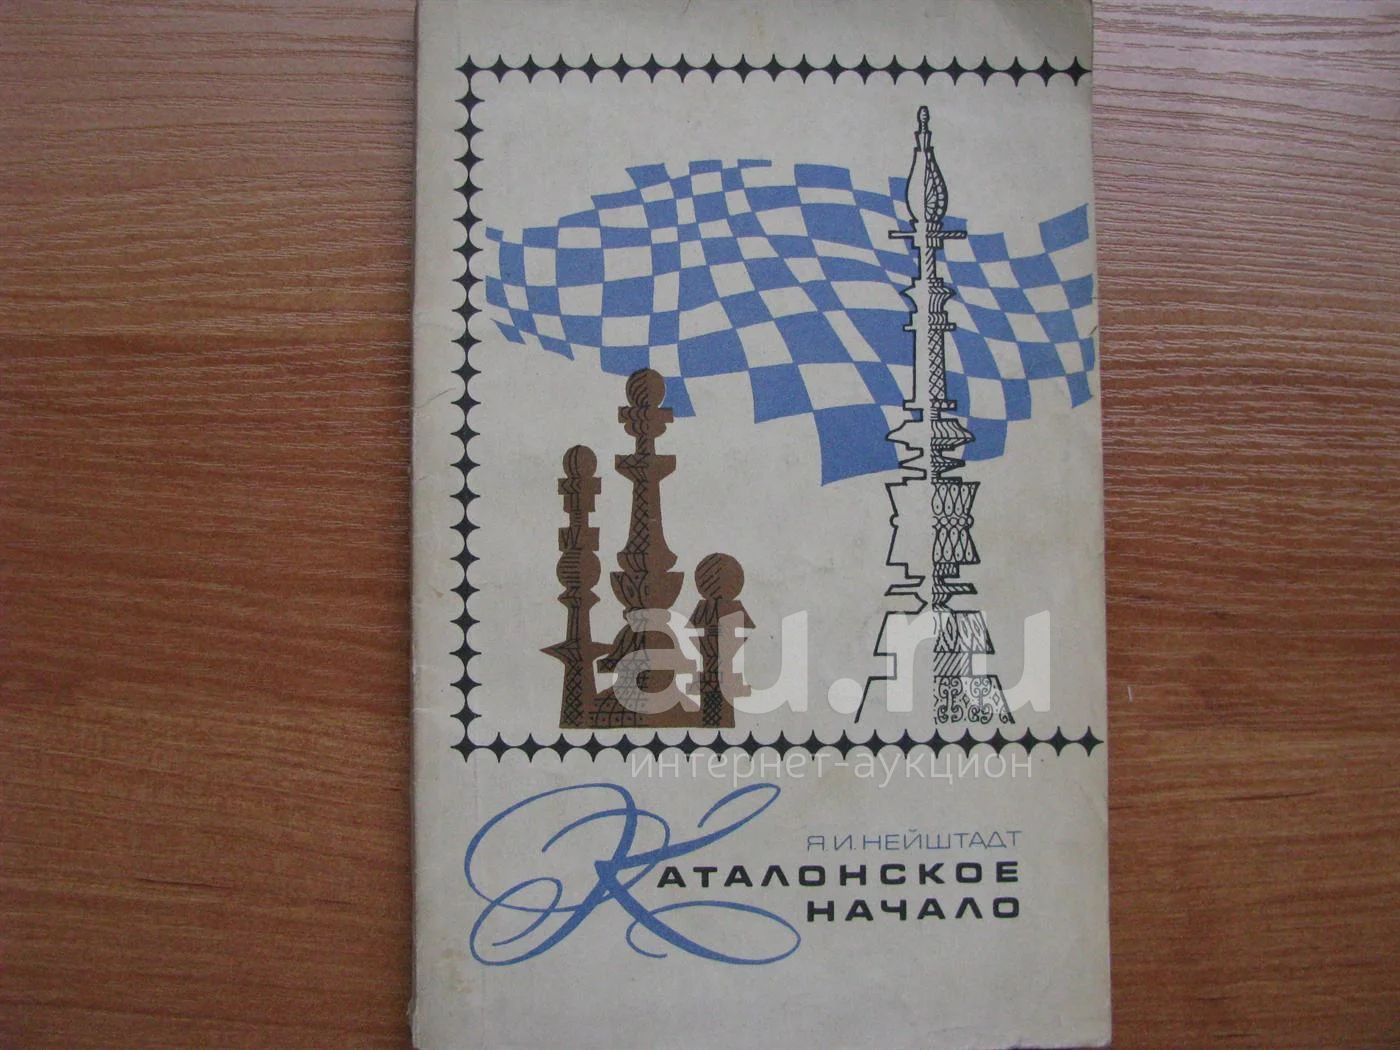 au.ru
интернет-аукцион
Я.И.НЕЙШТАДТ
КАТАЛОНСКОЕ
НАЧАЛО